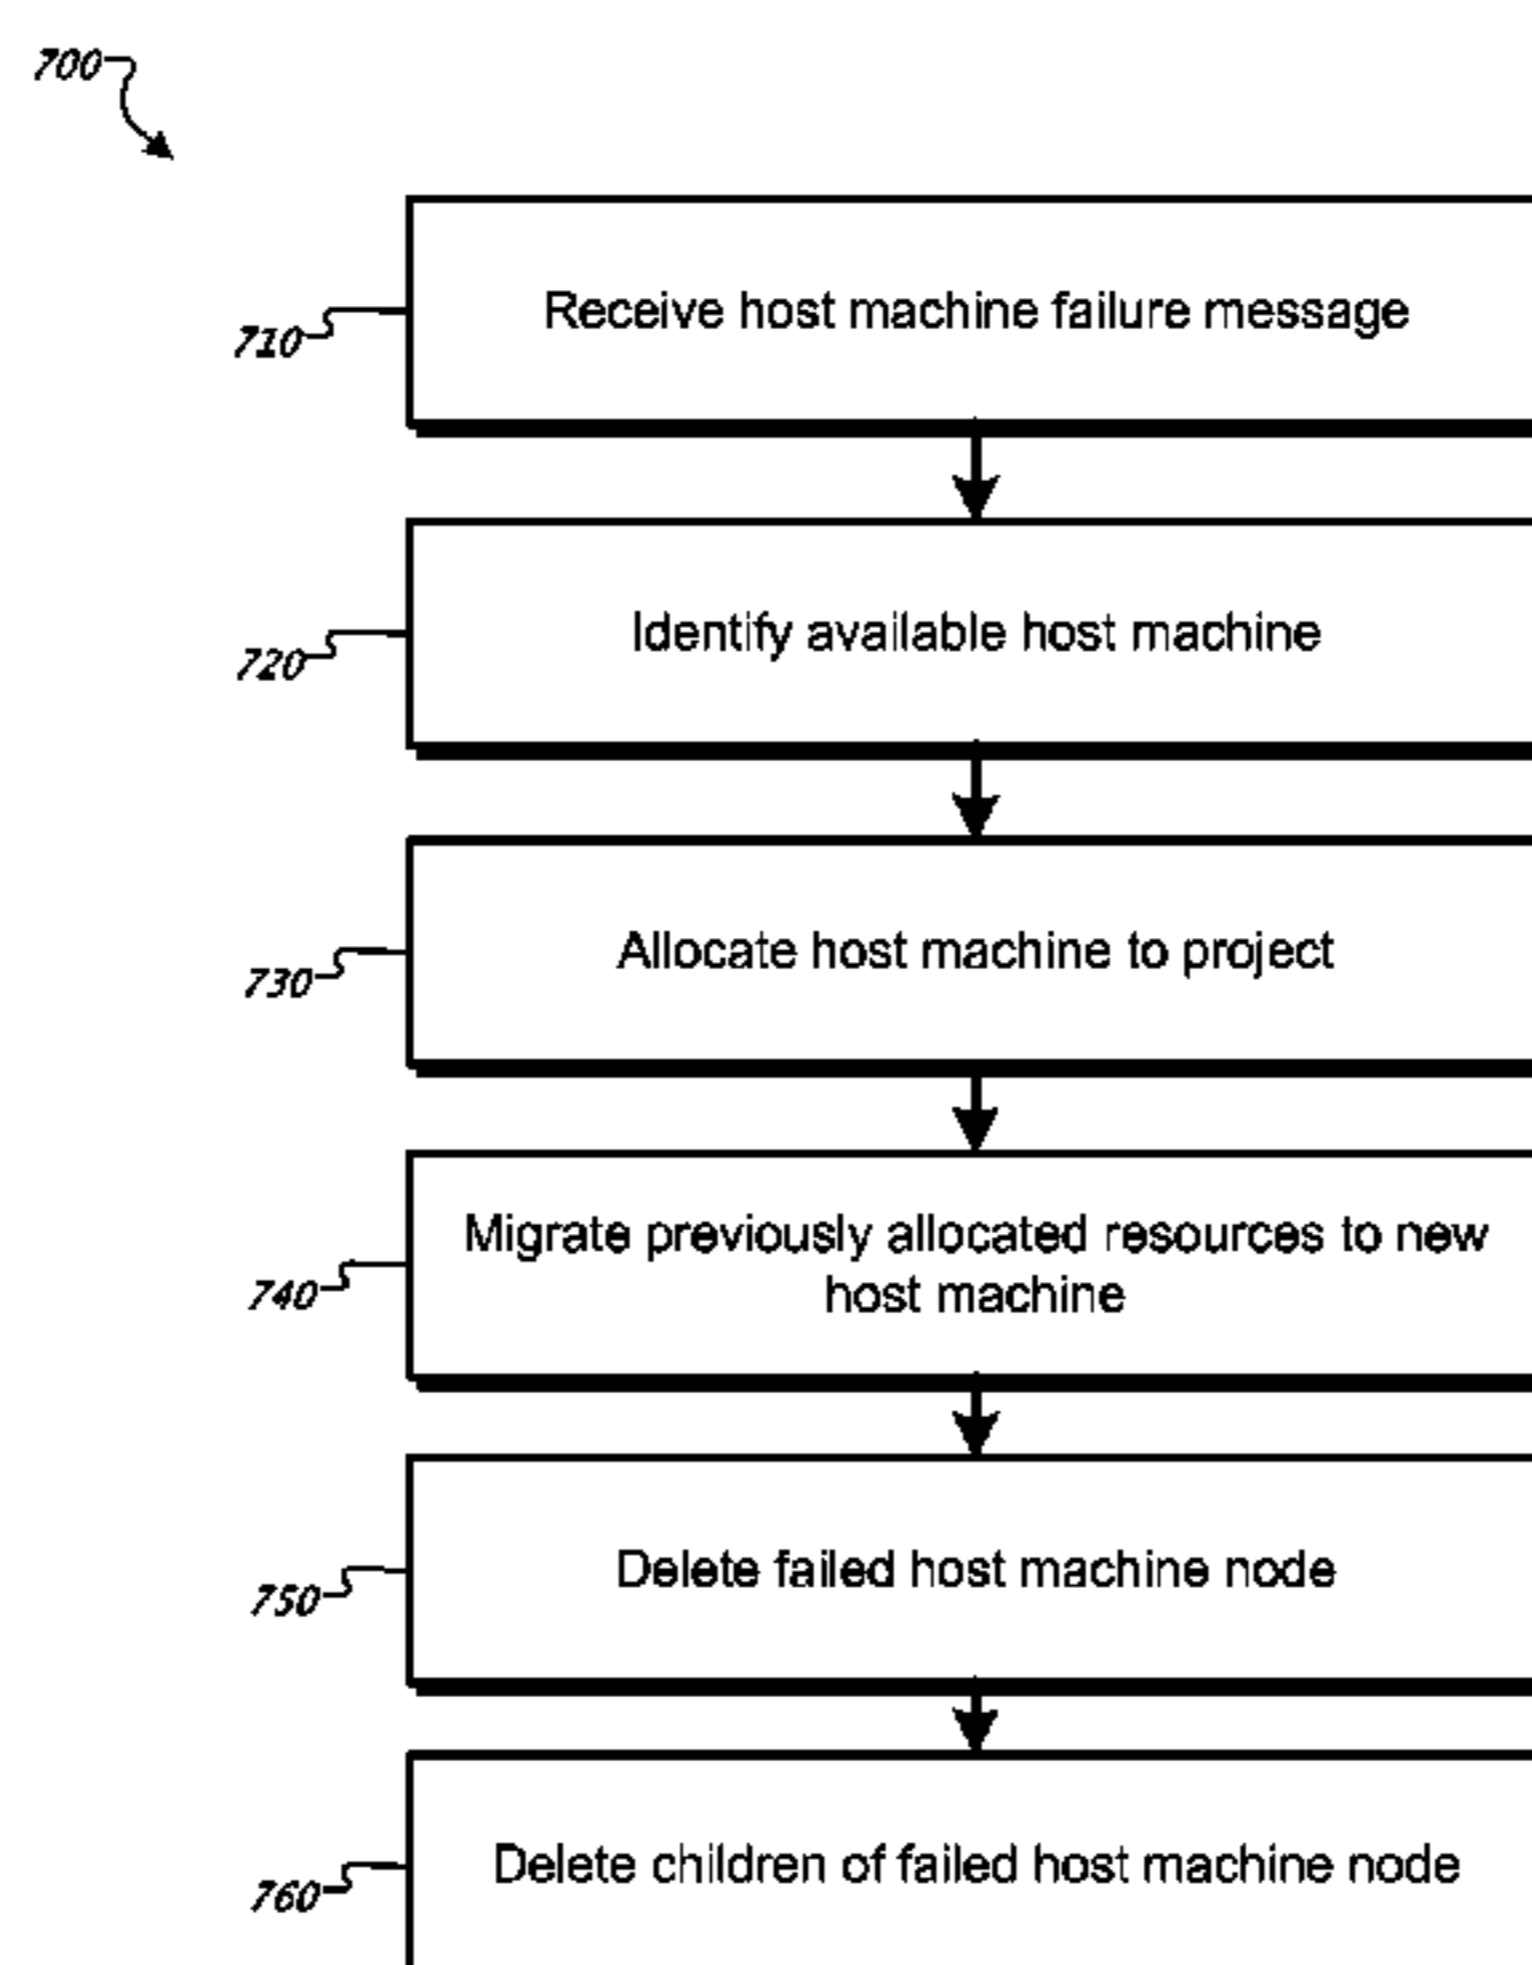 700
Receive host machine failure message
710
Identify available host machine
720
Allocate host machine to project
730
Migrate previously allocated resources to new
host machine
740
Delete failed host machine node
750
Delete children of failed host machine node
760